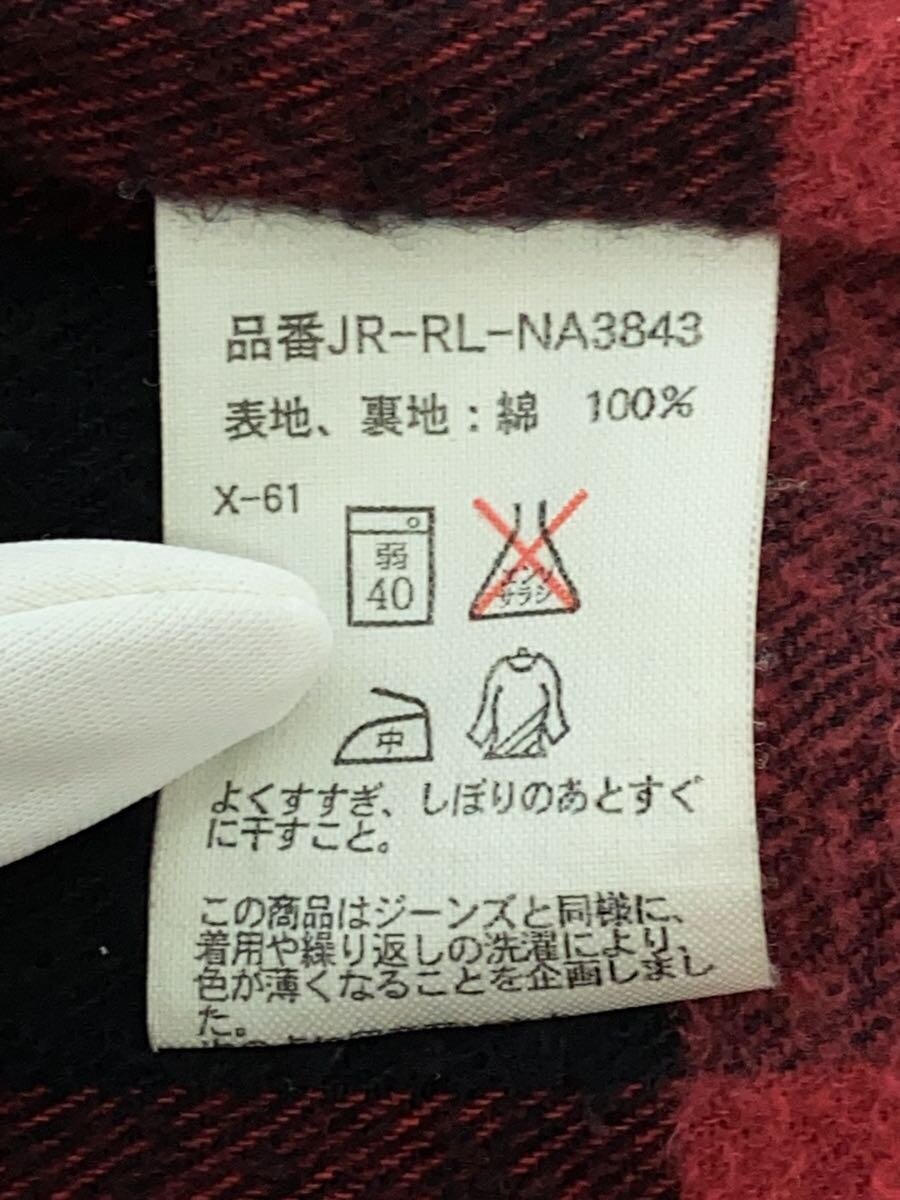 品番JR-RL-NA3843
表地、裏地：綿　100%
X-61
弱
40
エンソ
サラシ
中
よくすすぎ、しぼりのあとすぐ
に干すこと。
この商品はジーンズと同様に、
着用や繰り返しの洗濯により、
色が薄くなることを企画しまし
た。